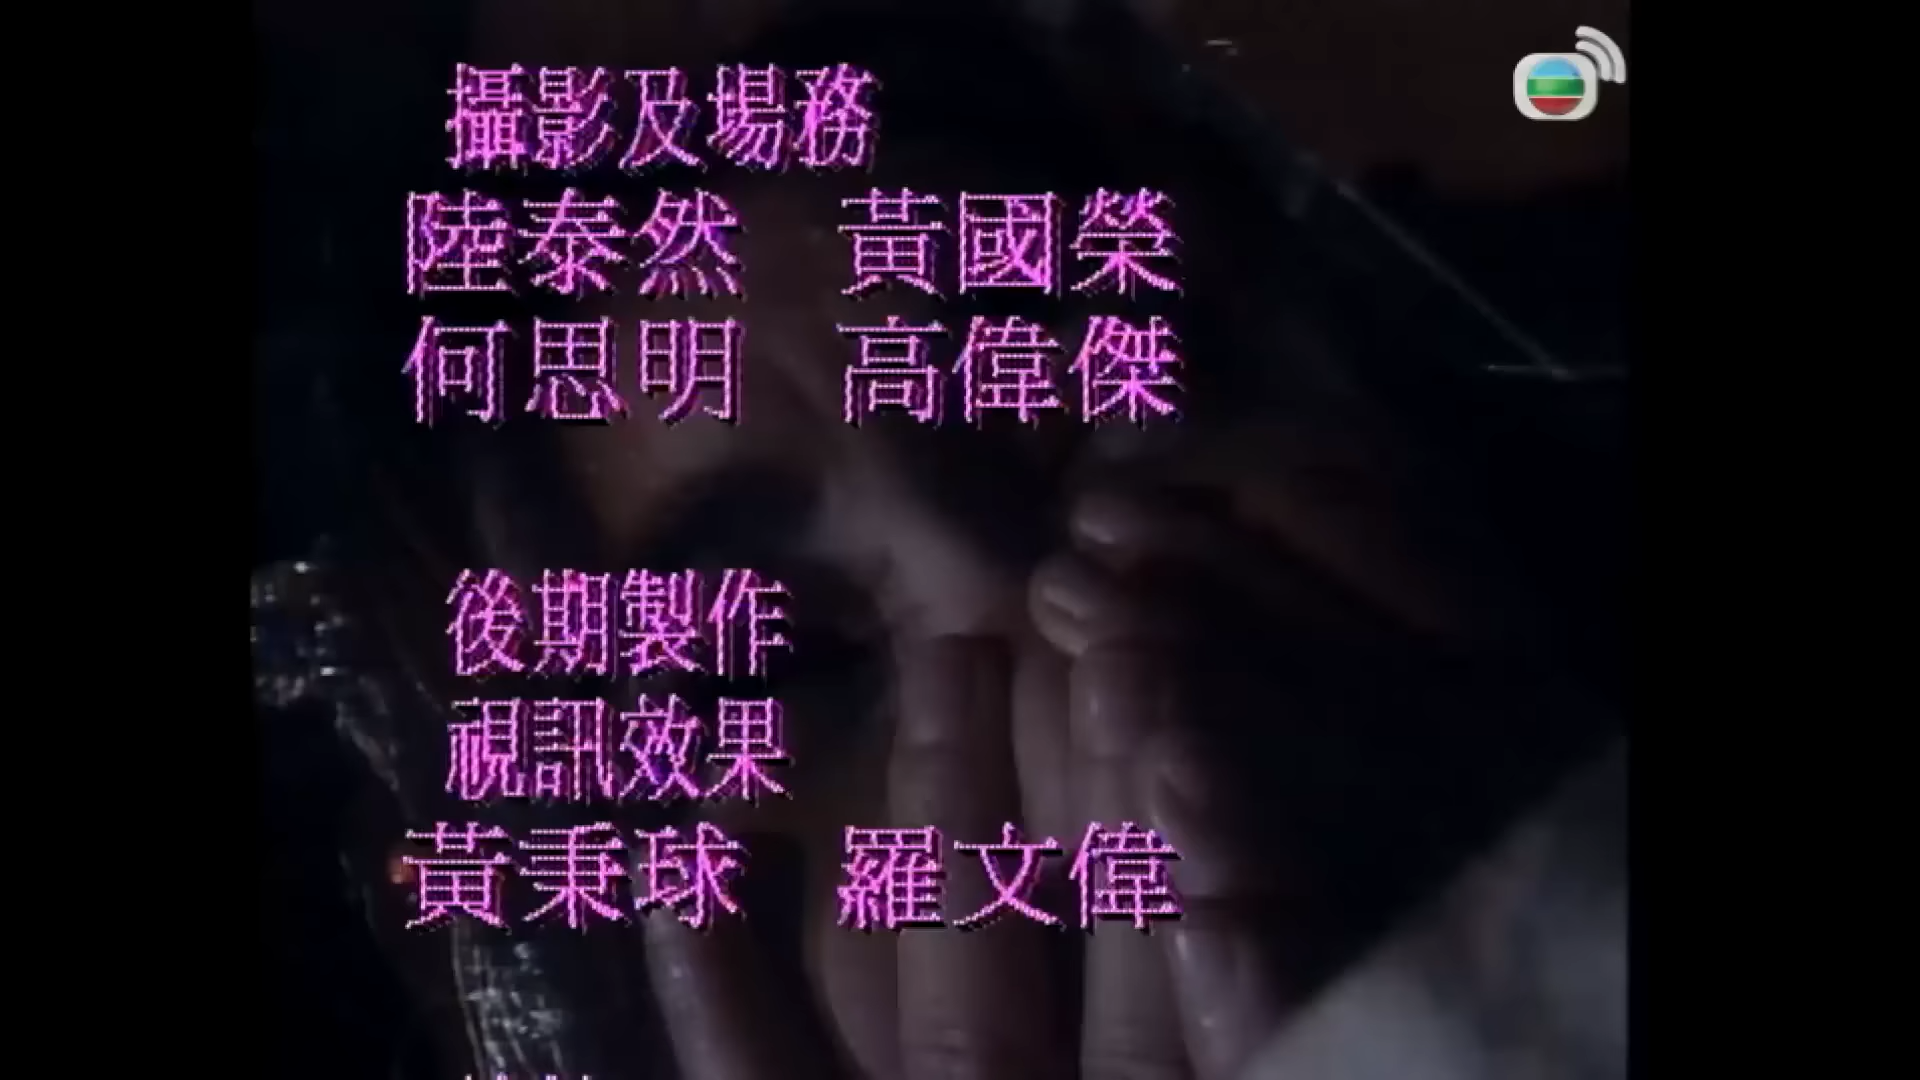 攝影及場務
陸泰然 黃國榮
何思明 高偉傑
後期製作
視訊效果
黃秉球 羅文偉